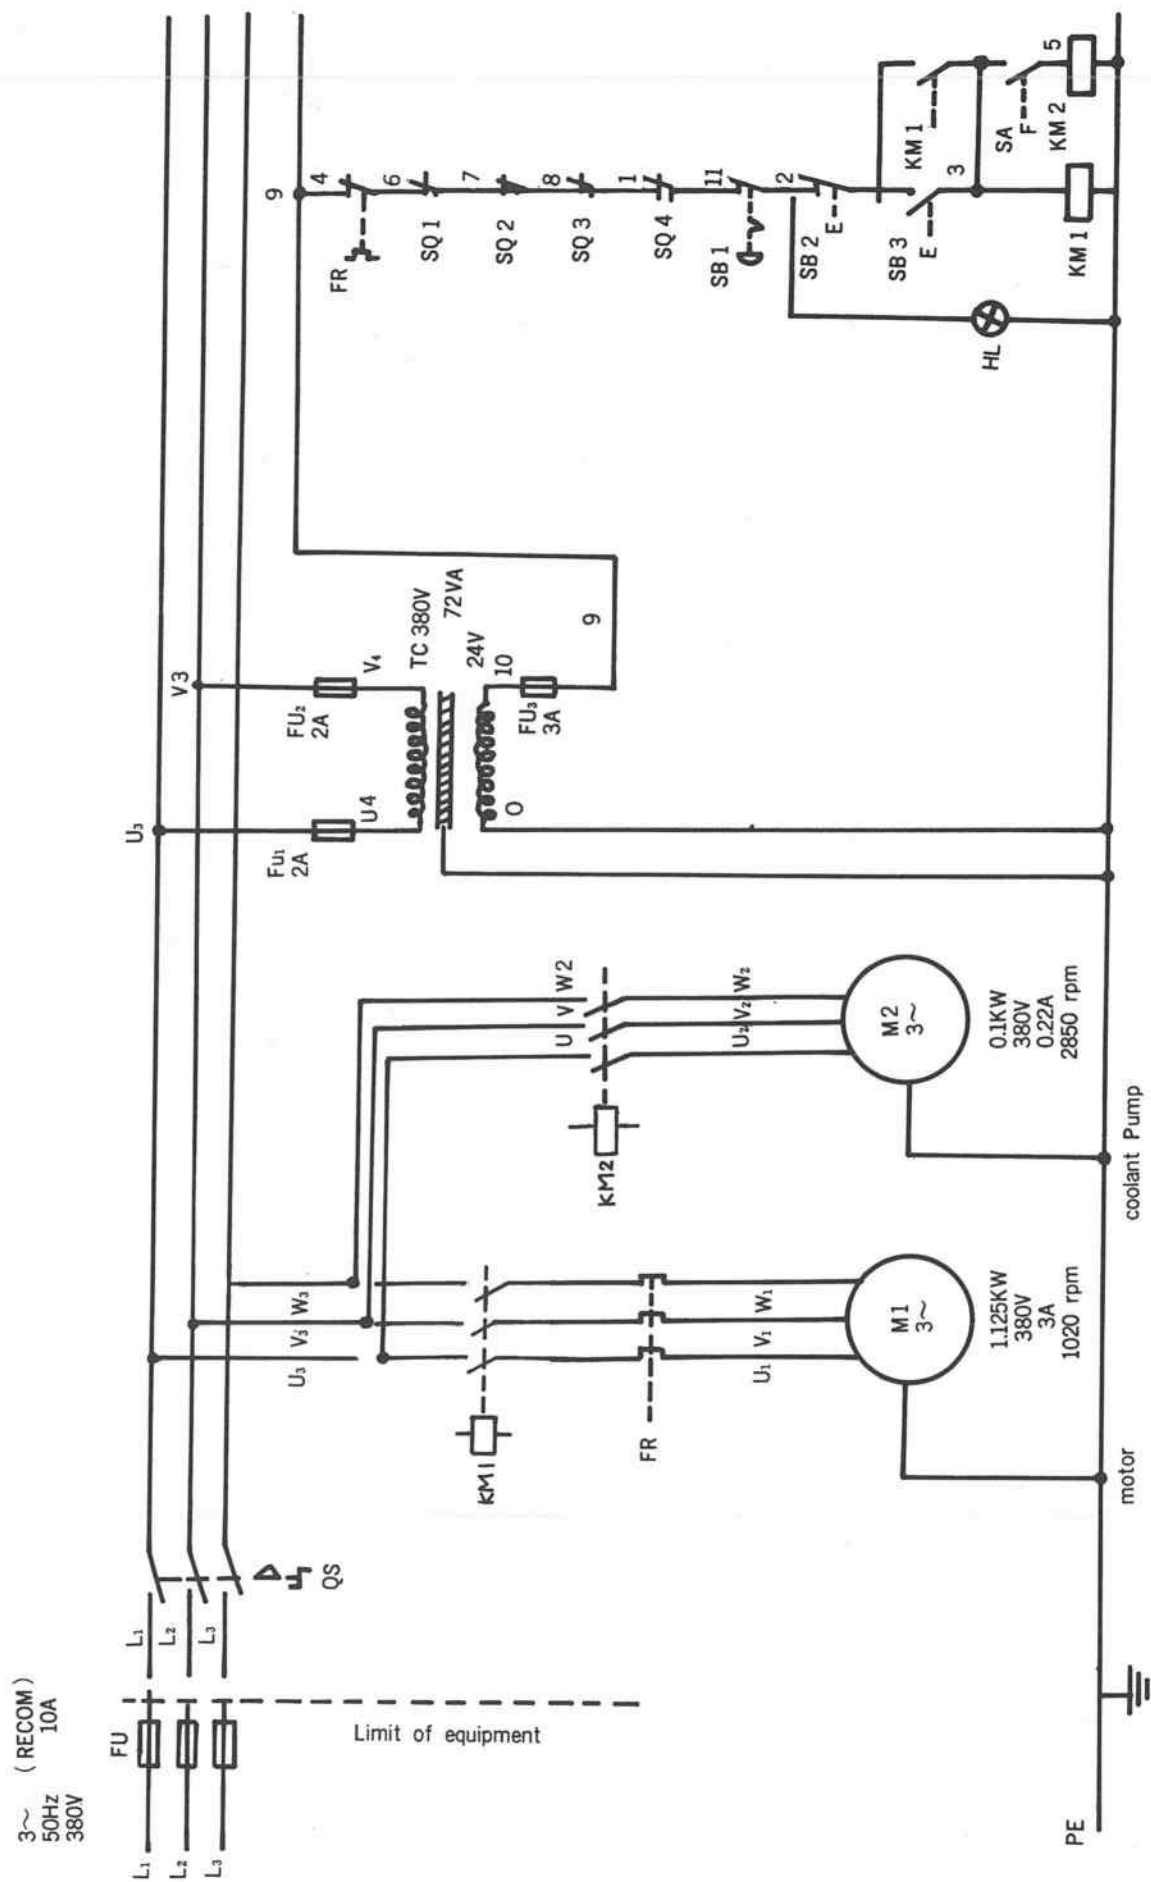 3～ (RECOM)
50Hz 10A
380V
FU
L1
L2
L3
L1
L2
L3
Limit of equipment
QS
PE
U3
V3
W3
KM1
FR
U1
V1
W1
M1
3～
1.125KW
380V
3A
1020 rpm
motor
U
V
W2
KM2
U2
V2
W2
M2
3～
0.1KW
380V
0.22A
2850 rpm
coolant Pump
U3
V3
Fu1
2A
FU2
2A
U4
V4
TC 380V
72VA
24V
O
10
FU3
3A
9
9
4
FR
6
SQ 1
7
SQ 2
8
SQ 3
1
SQ 4
11
SB 1
2
SB 2
E
SB 3
E
3
KM 1
HL
KM 1
SA
F
5
KM 2